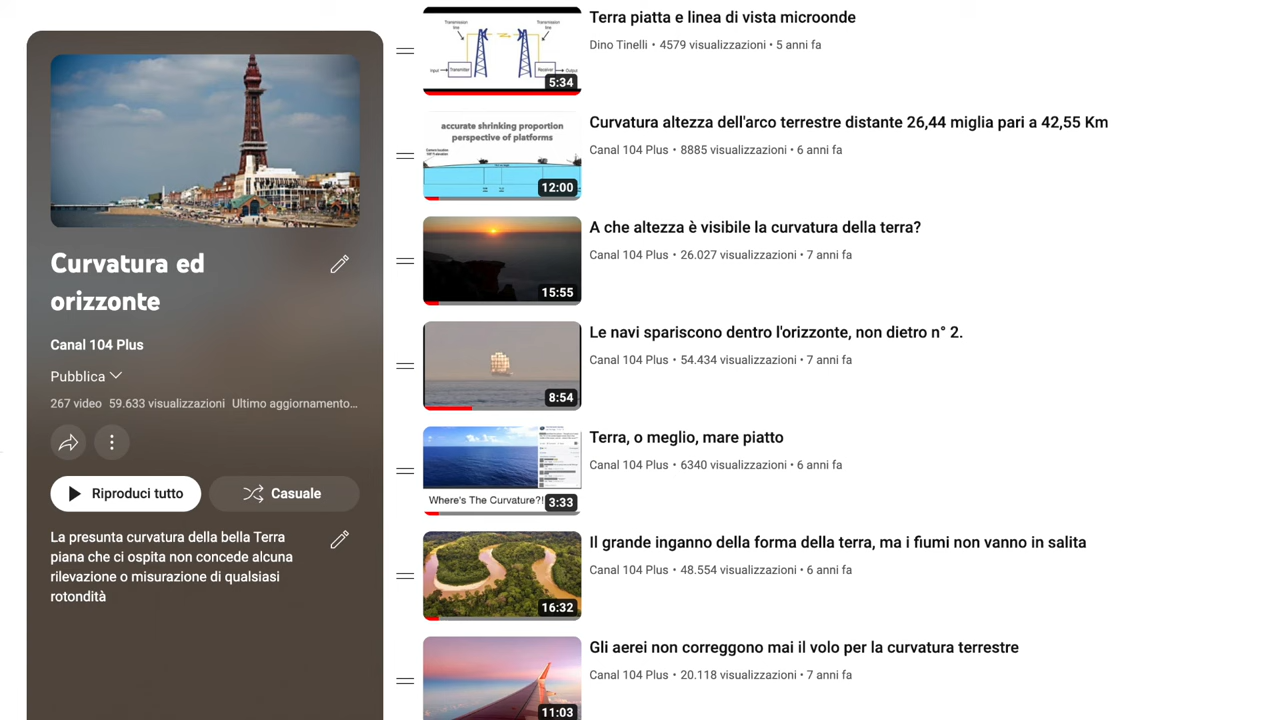 Curvatura ed
orizzonte
Canal 104 Plus
Pubblica
267 video 59.633 visualizzazioni Ultimo aggiornamento...
Riproduci tutto
Casuale
La presunta curvatura della bella Terra
piana che ci ospita non concede alcuna
rilevazione o misurazione di qualsiasi
rotondità
Transmission
line
Transmission
line
Input
Transmitter
Receiver
Output
5:34
Terra piatta e linea di vista microonde
Dino Tinelli • 4579 visualizzazioni • 5 anni fa
accurate shrinking proportion
perspective of platforms
12:00
Curvatura altezza dell'arco terrestre distante 26,44 miglia pari a 42,55 Km
Canal 104 Plus • 8885 visualizzazioni • 6 anni fa
15:55
A che altezza è visibile la curvatura della terra?
Canal 104 Plus • 26.027 visualizzazioni • 7 anni fa
8:54
Le navi spariscono dentro l'orizzonte, non dietro n° 2.
Canal 104 Plus • 54.434 visualizzazioni • 7 anni fa
Where's The Curvature?!
3:33
Terra, o meglio, mare piatto
Canal 104 Plus • 6340 visualizzazioni • 6 anni fa
16:32
Il grande inganno della forma della terra, ma i fiumi non vanno in salita
Canal 104 Plus • 48.554 visualizzazioni • 6 anni fa
11:03
Gli aerei non correggono mai il volo per la curvatura terrestre
Canal 104 Plus • 20.118 visualizzazioni • 7 anni fa